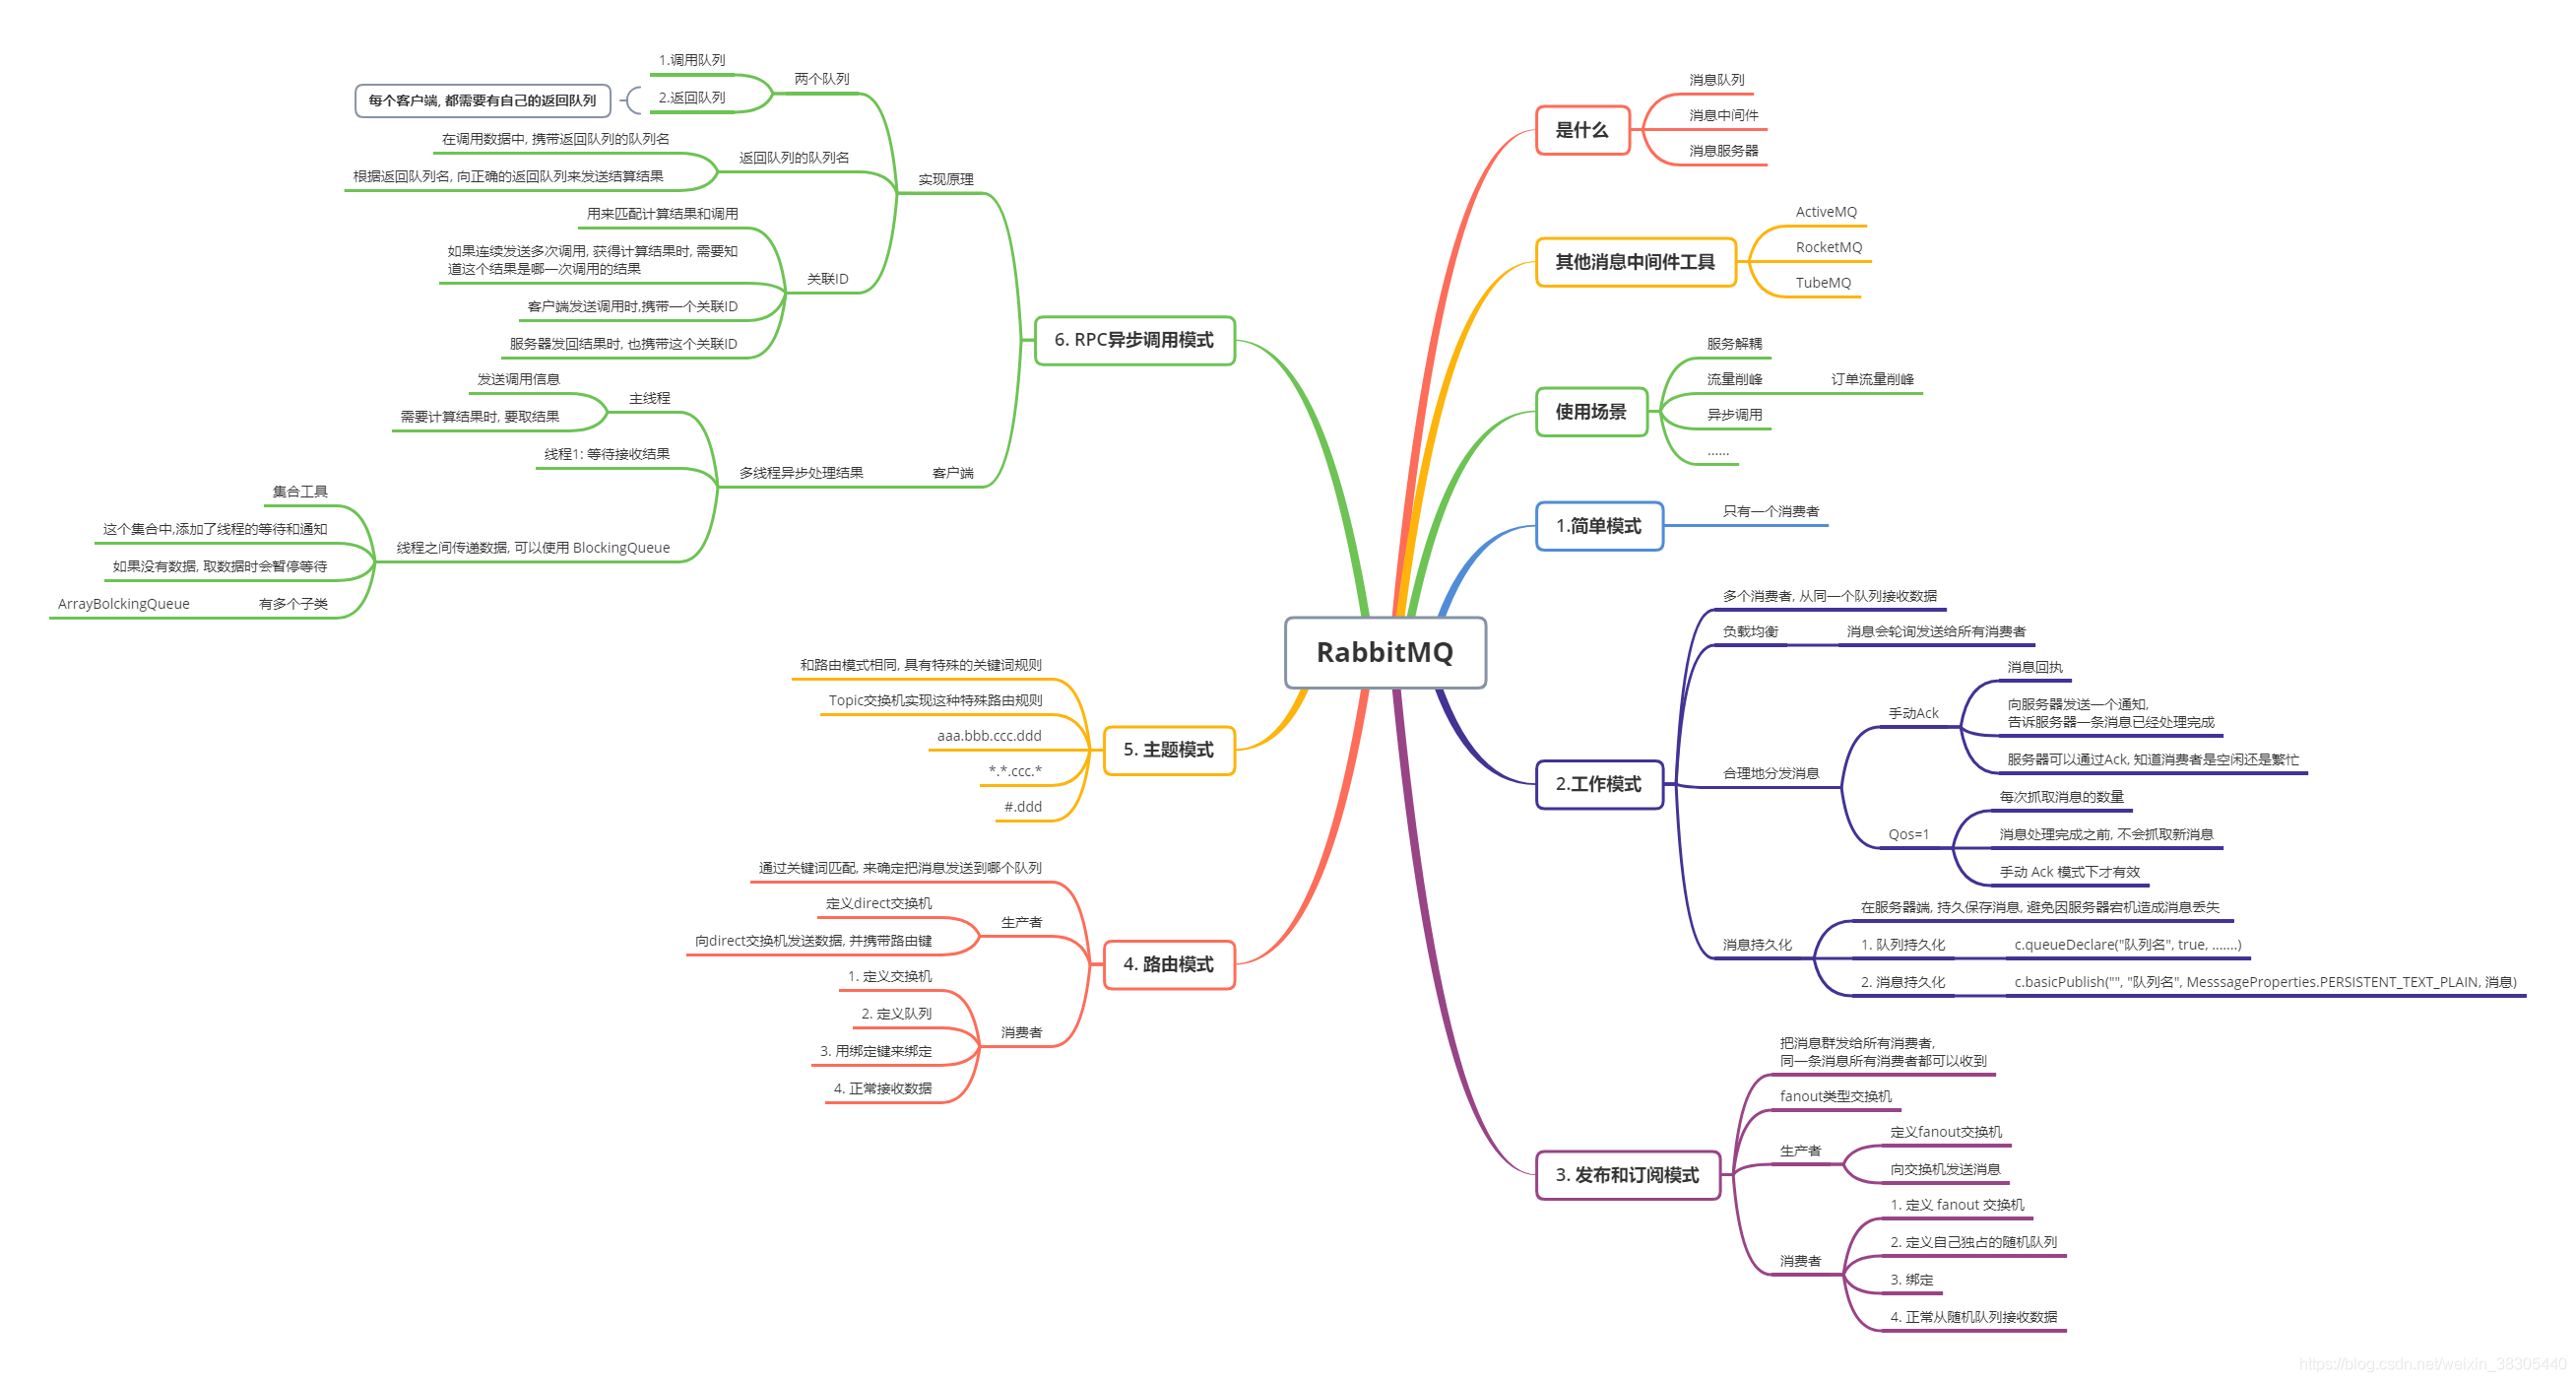 RabbitMQ
是什么
消息队列
消息中间件
消息服务器
其他消息中间件工具
ActiveMQ
RocketMQ
TubeMQ
使用场景
服务解耦
流量削峰
订单流量削峰
异步调用
......
1.简单模式
只有一个消费者
2.工作模式
多个消费者, 从同一个队列接收数据
负载均衡
消息会轮询发送给所有消费者
合理地分发消息
手动Ack
消息回执
向服务器发送一个通知,
告诉服务器一条消息已经处理完成
服务器可以通过Ack, 知道消费者是空闲还是繁忙
Qos=1
每次抓取消息的数量
消息处理完成之前, 不会抓取新消息
手动 Ack 模式下才有效
消息持久化
在服务器端, 持久保存消息, 避免因服务器宕机造成消息丢失
1. 队列持久化
c.queueDeclare("队列名", true, .......)
2. 消息持久化
c.basicPublish("", "队列名", MesssageProperties.PERSISTENT_TEXT_PLAIN, 消息)
3. 发布和订阅模式
把消息群发给所有消费者,
同一条消息所有消费者都可以收到
fanout类型交换机
生产者
定义fanout交换机
向交换机发送消息
消费者
1. 定义 fanout 交换机
2. 定义自己独占的随机队列
3. 绑定
4. 正常从随机队列接收数据
4. 路由模式
通过关键词匹配, 来确定把消息发送到哪个队列
生产者
定义direct交换机
向direct交换机发送数据, 并携带路由键
消费者
1. 定义交换机
2. 定义队列
3. 用绑定键来绑定
4. 正常接收数据
5. 主题模式
和路由模式相同, 具有特殊的关键词规则
Topic交换机实现这种特殊路由规则
aaa.bbb.ccc.ddd
*.*.ccc.*
#.ddd
6. RPC异步调用模式
实现原理
两个队列
1.调用队列
2.返回队列
每个客户端, 都需要有自己的返回队列
返回队列的队列名
在调用数据中, 携带返回队列的队列名
根据返回队列名, 向正确的返回队列来发送结算结果
关联ID
用来匹配计算结果和调用
如果连续发送多次调用, 获得计算结果时, 需要知
道这个结果是哪一次调用的结果
客户端发送调用时,携带一个关联ID
服务器发回结果时, 也携带这个关联ID
客户端
多线程异步处理结果
主线程
发送调用信息
需要计算结果时, 要取结果
线程1: 等待接收结果
线程之间传递数据, 可以使用 BlockingQueue
集合工具
这个集合中,添加了线程的等待和通知
如果没有数据, 取数据时会暂停等待
有多个子类
ArrayBolckingQueue
https://blog.csdn.net/weixin_38305440